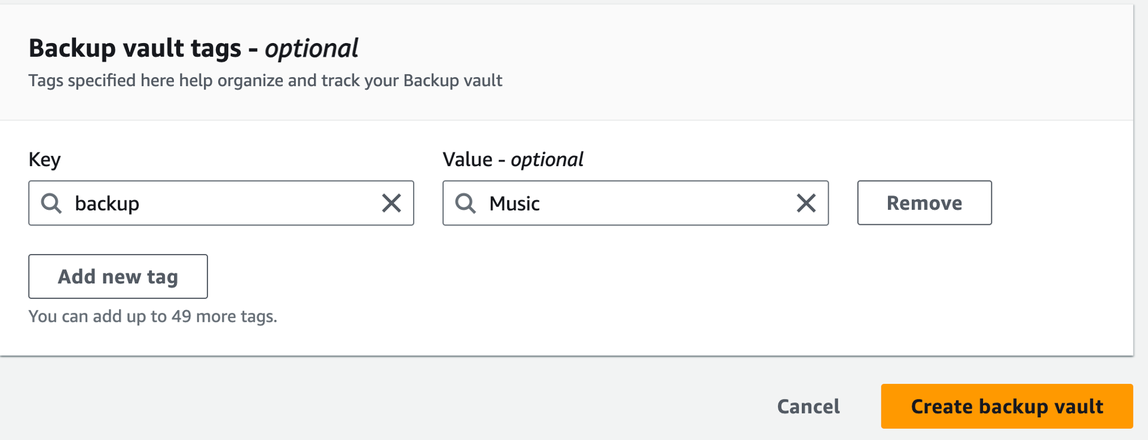 Backup vault tags - optional
Tags specified here help organize and track your Backup vault
Key
Value - optional
backup
Music
Remove
Add new tag
You can add up to 49 more tags.
Cancel
Create backup vault